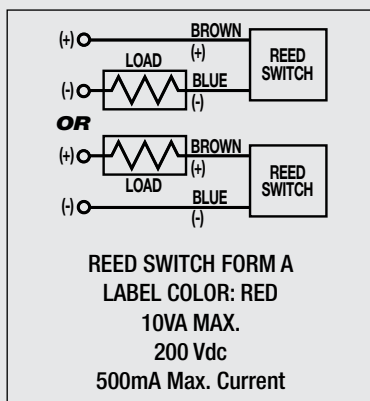 (+) BROWN
(+)
LOAD
REED
SWITCH
(-) BLUE
(-)
OR
(+) BROWN
(+)
LOAD
REED
SWITCH
BLUE
(-)
(-)
REED SWITCH FORM A
LABEL COLOR: RED
10VA MAX.
200 Vdc
500mA Max. Current